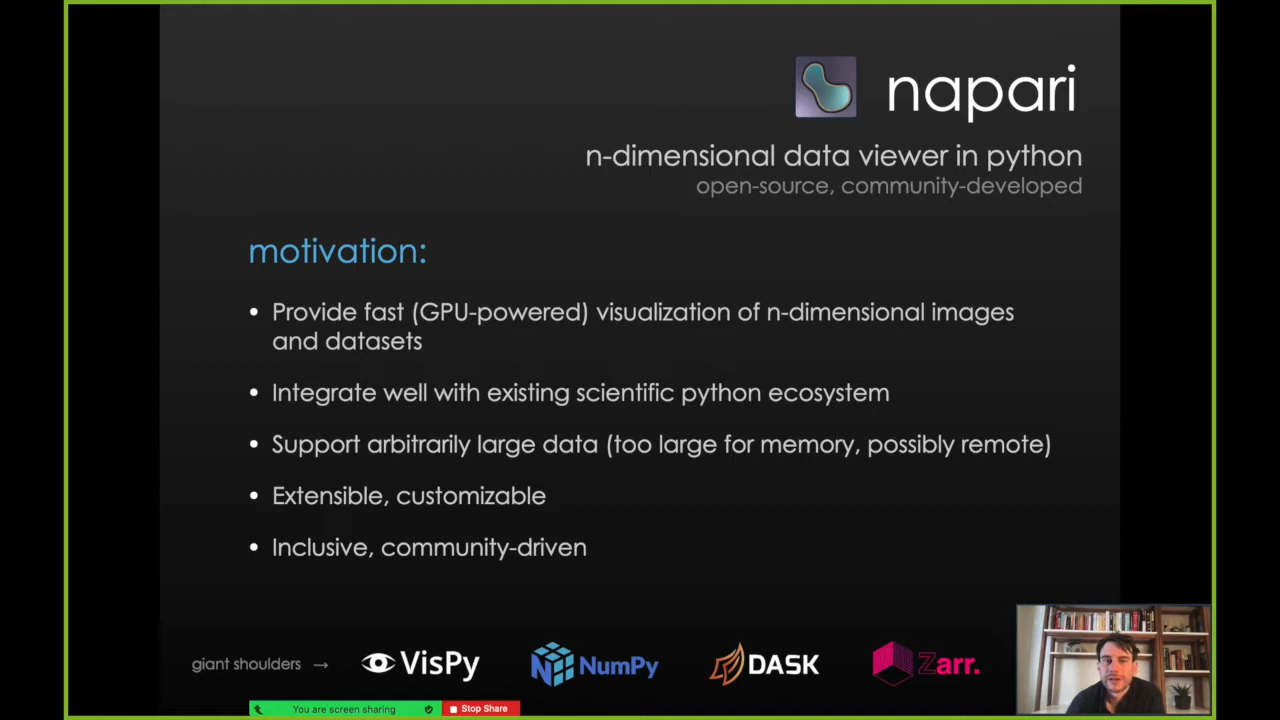 napari
n-dimensional data viewer in python
open-source, community-developed
motivation:
• Provide fast (GPU-powered) visualization of n-dimensional images
and datasets
• Integrate well with existing scientific python ecosystem
• Support arbitrarily large data (too large for memory, possibly remote)
• Extensible, customizable
• Inclusive, community-driven
giant shoulders → VisPy NumPy DASK Zarr.
You are screen sharing Stop Share